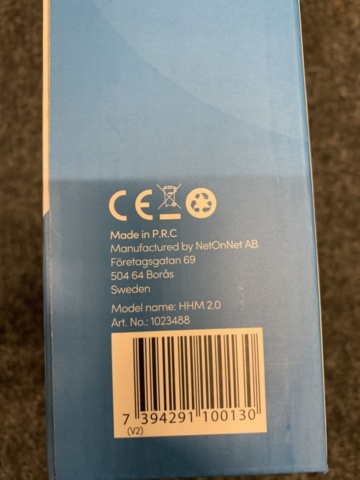 CE
Made in P.R.C
Manufactured by NetOnNet AB
Företagsgatan 69
504 64 Borås
Sweden
Model name: HHM 2.0
Art. No.: 1023488
7 394291 100130
(V2)